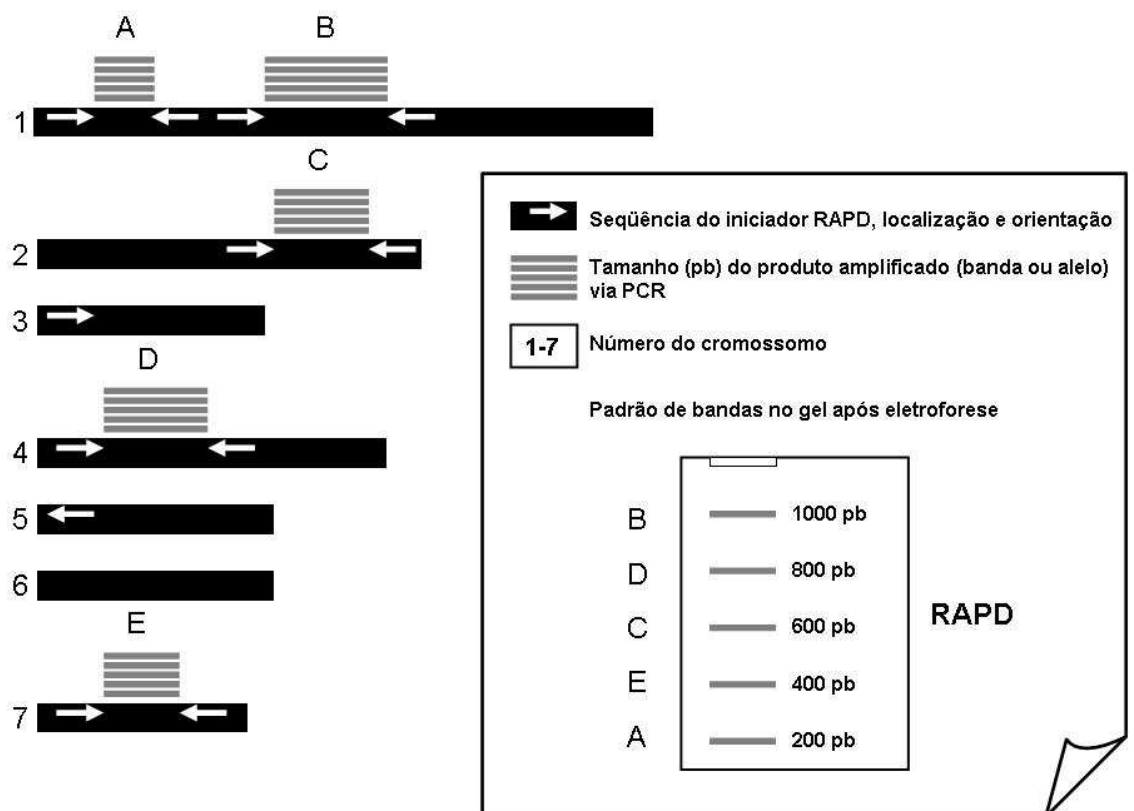 A
B
1
C
2
3
D
4
5
6
E
7
Seqüência do iniciador RAPD, localização e orientação
Tamanho (pb) do produto amplificado (banda ou alelo)
via PCR
1-7 Número do cromossomo
Padrão de bandas no gel após eletroforese
B 1000 pb
D 800 pb
C 600 pb
RAPD
E 400 pb
A 200 pb